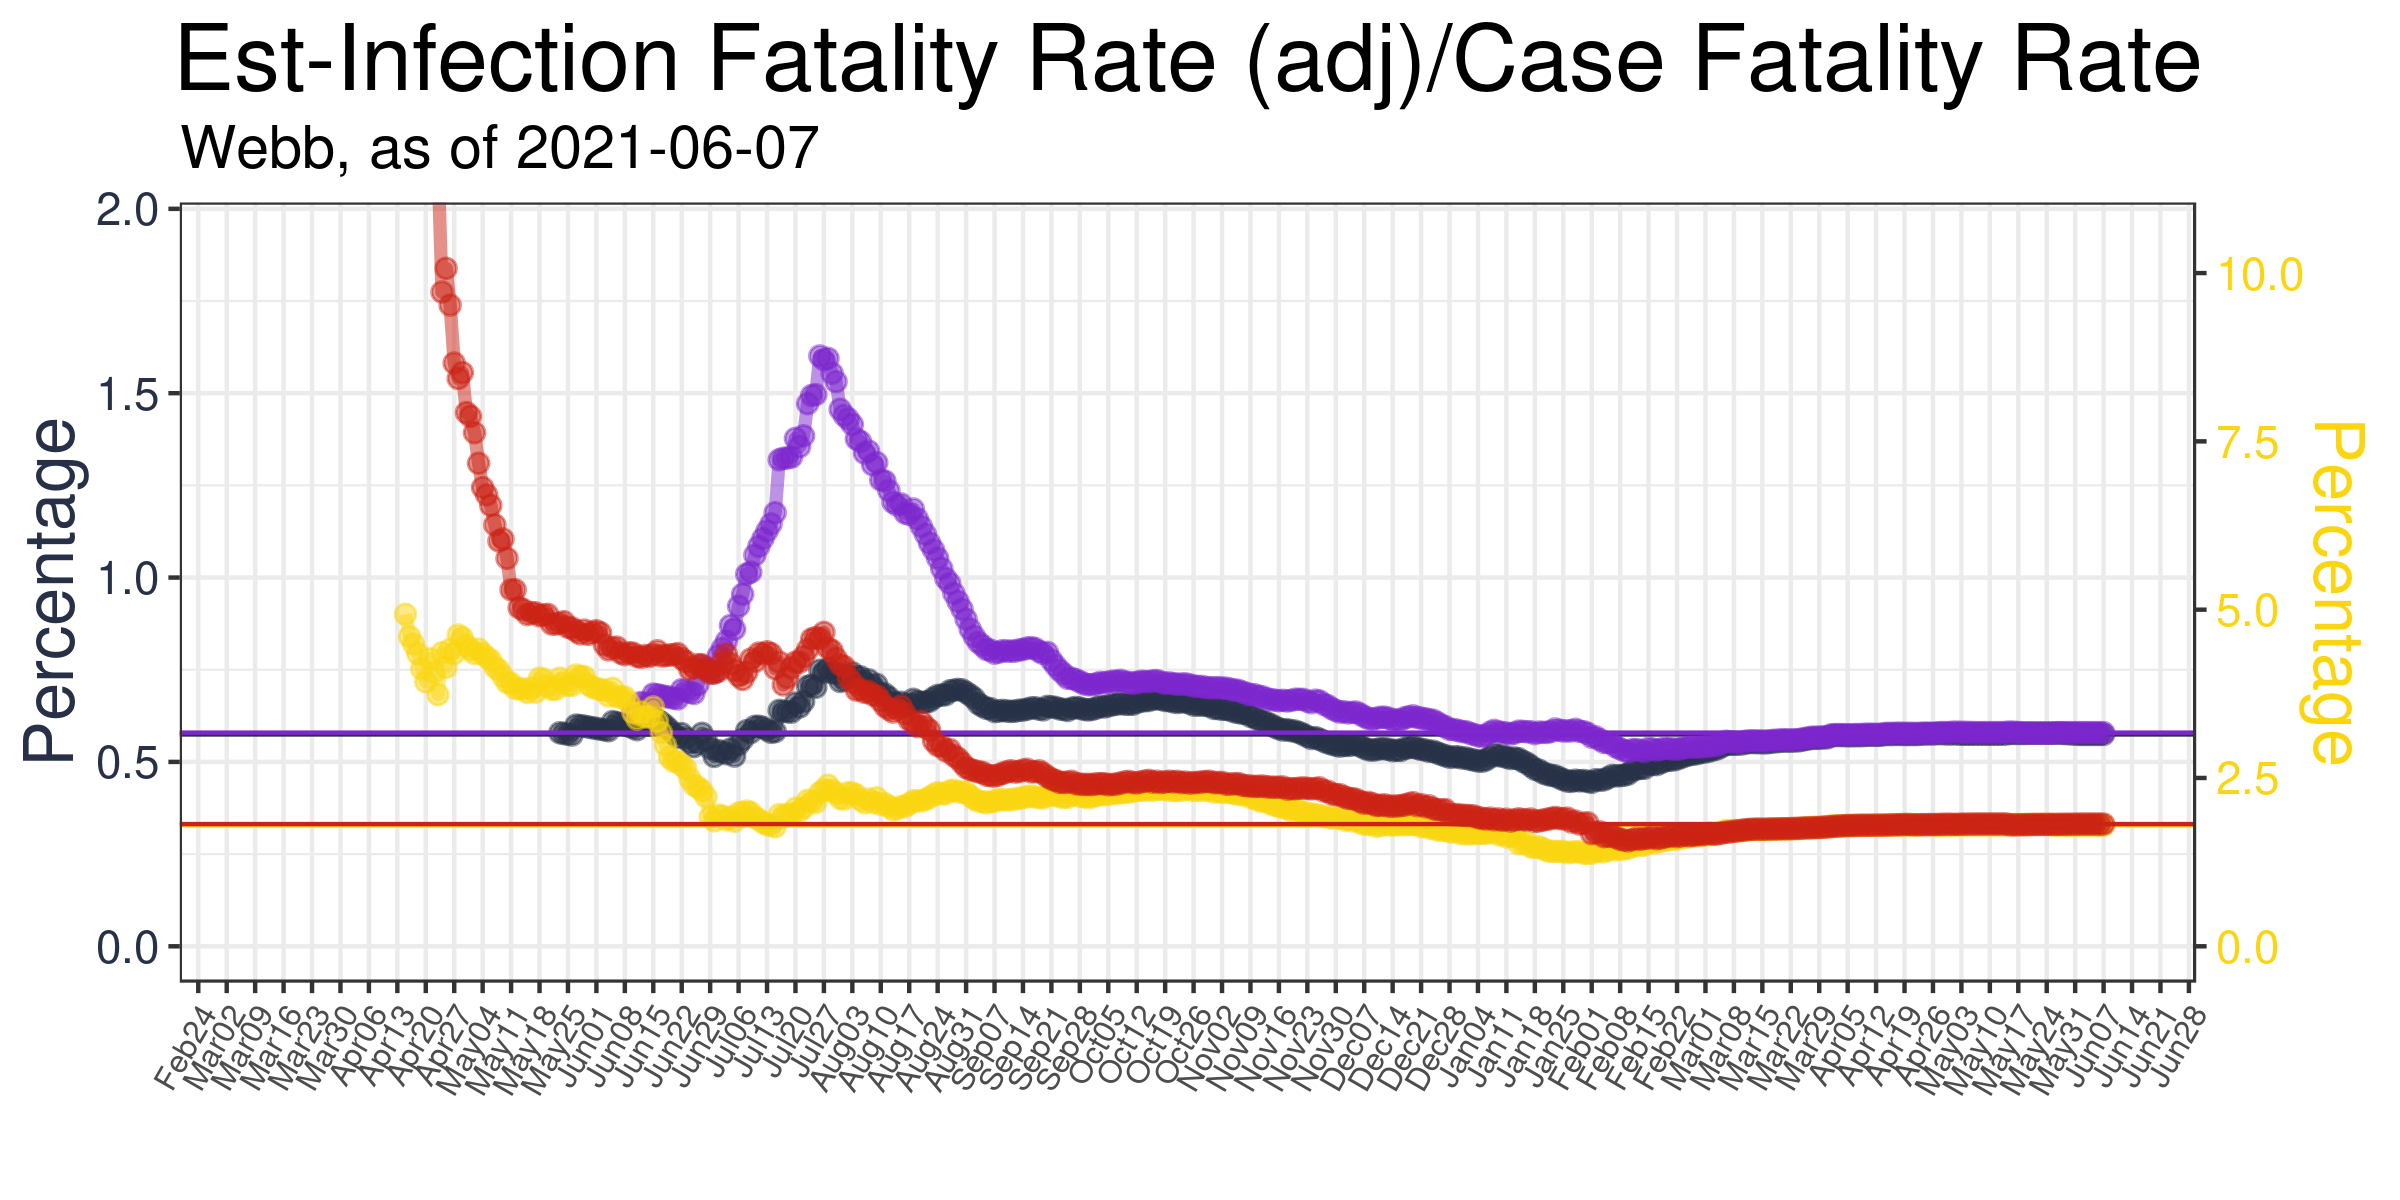 Est-Infection Fatality Rate (adj)/Case Fatality Rate
Webb, as of 2021-06-07
Percentage
2.0
1.5
1.0
0.5
0.0
10.0
7.5
5.0
2.5
0.0
Percentage
Feb24
Mar02
Mar09
Mar16
Mar23
Mar30
Apr06
Apr13
Apr20
Apr27
May04
May11
May18
May25
Jun01
Jun08
Jun15
Jun22
Jun29
Jul06
Jul13
Jul20
Jul27
Aug03
Aug10
Aug17
Aug24
Aug31
Sep07
Sep14
Sep21
Sep28
Oct05
Oct12
Oct19
Oct26
Nov02
Nov09
Nov16
Nov23
Nov30
Dec07
Dec14
Dec21
Dec28
Jan04
Jan11
Jan18
Jan25
Feb01
Feb08
Feb15
Feb22
Mar01
Mar08
Mar15
Mar22
Mar29
Apr05
Apr12
Apr19
Apr26
May03
May10
May17
May24
May31
Jun07
Jun14
Jun21
Jun28